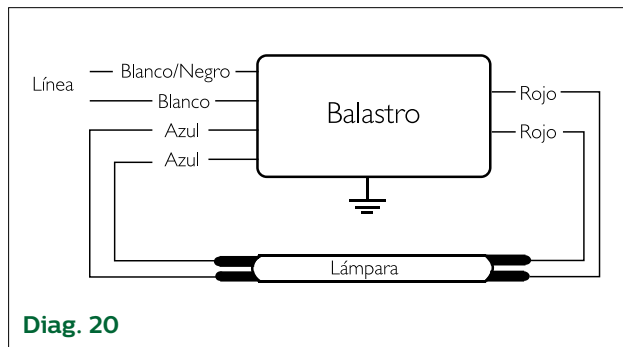 Línea
Blanco/Negro
Blanco
Azul
Azul
Balastro
Rojo
Rojo
Lámpara
Diag. 20